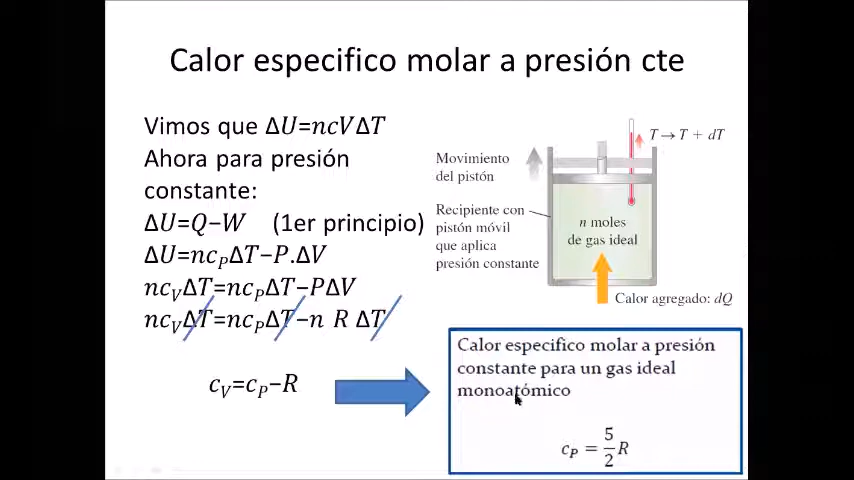 Calor especifico molar a presión cte
Vimos que ΔU=ncVΔT
Ahora para presión
constante:
ΔU=Q−W (1er principio)
ΔU=nc_PΔT−P.ΔV
nc_VΔT=nc_PΔT−PΔV
nc_VΔT=nc_PΔT−n R ΔT
c_V=c_P−R
T→T + dT
Movimiento
del pistón
Recipiente con
pistón móvil
que aplica
presión constante
n moles
de gas ideal
Calor agregado: dQ
Calor especifico molar a presión
constante para un gas ideal
monoatómico
c_P = 5/2 R